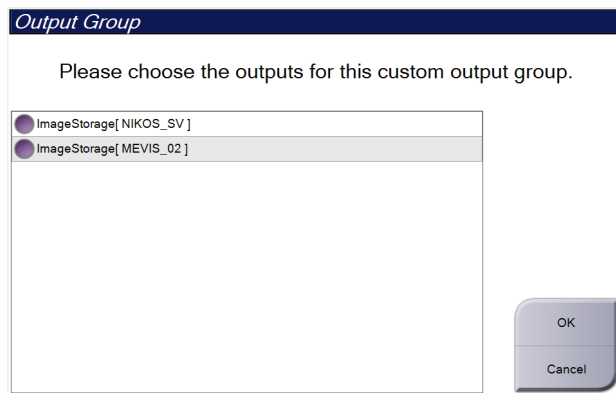 Output Group
Please choose the outputs for this custom output group.
ImageStorage[ NIKOS_SV ]
ImageStorage[ MEVIS_02 ]
OK
Cancel